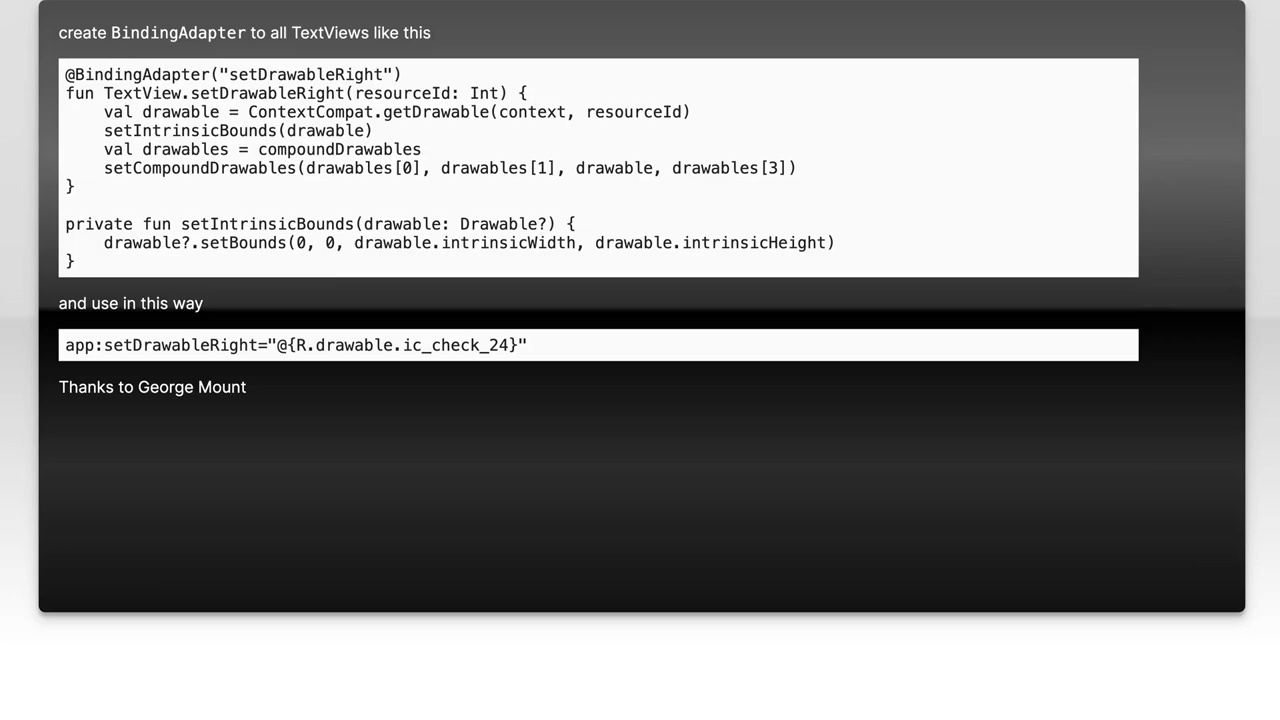 create BindingAdapter to all TextViews like this
@BindingAdapter("setDrawableRight")
fun TextView.setDrawableRight(resourceId: Int) {
    val drawable = ContextCompat.getDrawable(context, resourceId)
    setIntrinsicBounds(drawable)
    val drawables = compoundDrawables
    setCompoundDrawables(drawables[0], drawables[1], drawable, drawables[3])
}
private fun setIntrinsicBounds(drawable: Drawable?) {
    drawable?.setBounds(0, 0, drawable.intrinsicWidth, drawable.intrinsicHeight)
}
and use in this way
app:setDrawableRight="@{R.drawable.ic_check_24}"
Thanks to George Mount